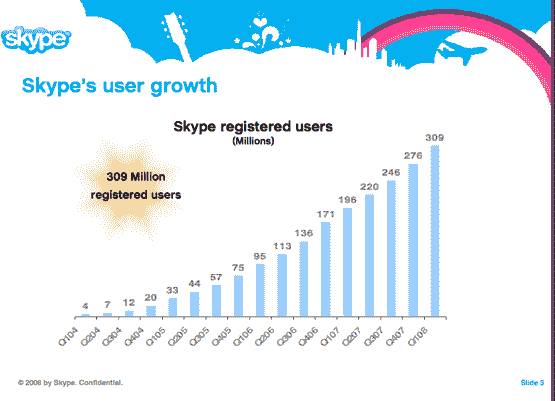 skype
Skype's user growth
Skype registered users
(Millions)
309 Million
registered users
4 7 12 20 33 44 57 75 95 113 136 171 196 220 246 276 309
Q104 Q204 Q304 Q404 Q105 Q205 Q305 Q405 Q106 Q206 Q306 Q406 Q107 Q207 Q307 Q407 Q108
© 2008 by Skype. Confidential.
Slide 3